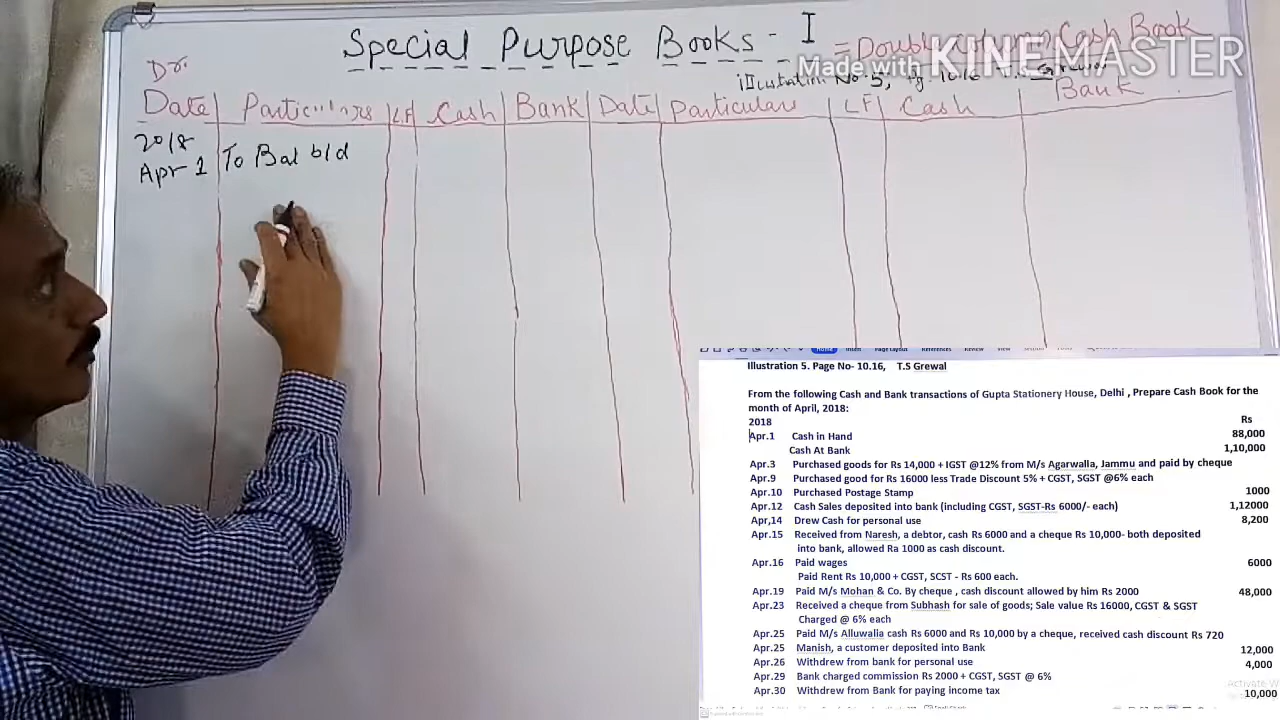 Special Purpose Books - I = Double Column Cash Book
Made with KINEMASTER
illustration No. 5, Pg. 10.16 T.S Grewal
Dr.
Date Particulars LF Cash Bank Date Particulars LF Cash Bank
2018
Apr 1 To Bal b/d
Illustration 5. Page No- 10.16, T.S Grewal
From the following Cash and Bank transactions of Gupta Stationery House, Delhi , Prepare Cash Book for the
month of April, 2018:
2018 Rs
Apr.1 Cash in Hand 88,000
Cash At Bank 1,10,000
Apr.3 Purchased goods for Rs 14,000 + IGST @12% from M/s Agarwalla, Jammu and paid by cheque
Apr.9 Purchased good for Rs 16000 less Trade Discount 5% + CGST, SGST @6% each
Apr.10 Purchased Postage Stamp 1000
Apr.12 Cash Sales deposited into bank (including CGST, SGST-Rs 6000/- each) 1,12000
Apr,14 Drew Cash for personal use 8,200
Apr.15 Received from Naresh, a debtor, cash Rs 6000 and a cheque Rs 10,000- both deposited
into bank, allowed Ra 1000 as cash discount.
Apr.16 Paid wages 6000
Paid Rent Rs 10,000 + CGST, SCST - Rs 600 each.
Apr.19 Paid M/s Mohan & Co. By cheque , cash discount allowed by him Rs 2000 48,000
Apr.23 Received a cheque from Subhash for sale of goods; Sale value Rs 16000, CGST & SGST
Charged @ 6% each
Apr.25 Paid M/s Alluwalia cash Rs 6000 and Rs 10,000 by a cheque, received cash discount Rs 720
Apr.25 Manish, a customer deposited into Bank 12,000
Apr.26 Withdrew from bank for personal use 4,000
Apr.29 Bank charged commission Rs 2000 + CGST, SGST @ 6%
Activate W
Apr.30 Withdrew from Bank for paying income tax 10,000